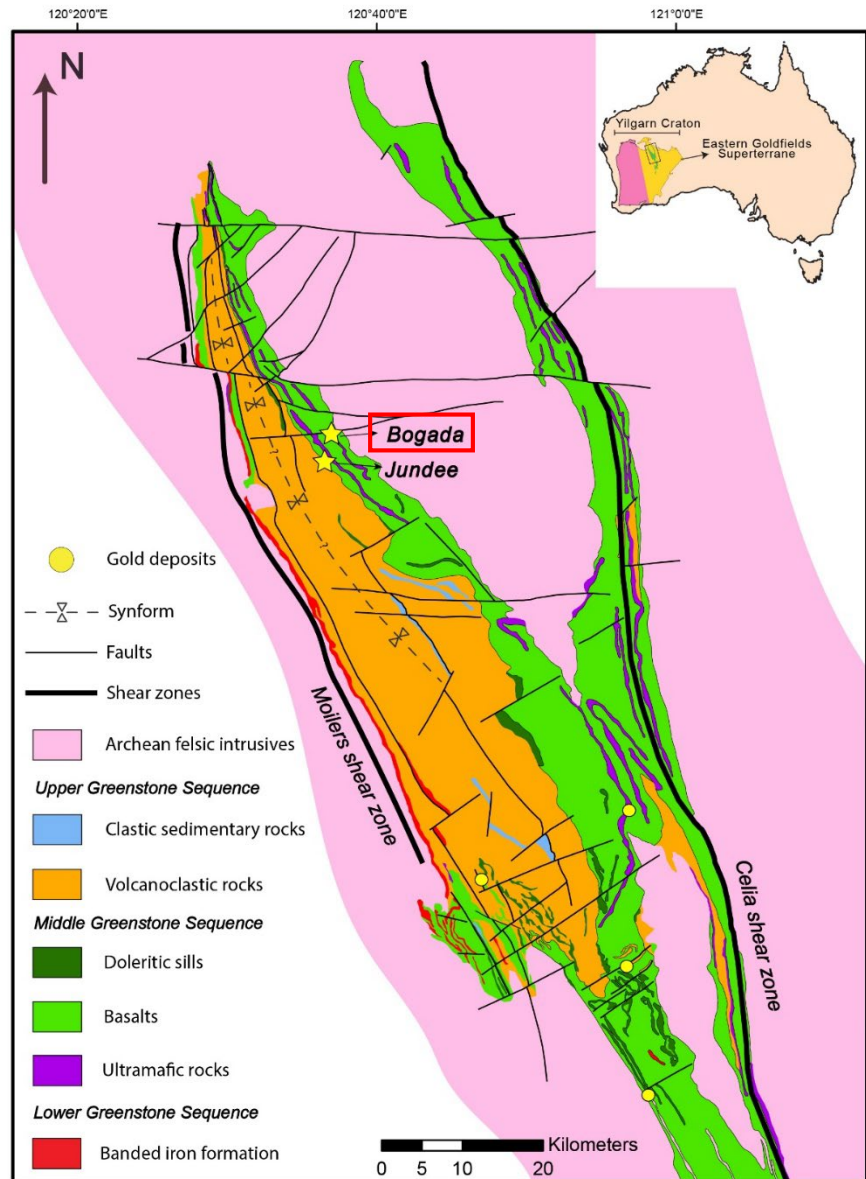 120°20'0"E
120°40'0"E
121°0'0"E
N
Yilgarn Craton
Eastern Goldfields
Superterrane
Bogada
Jundee
Gold deposits
Synform
Faults
Shear zones
Archean felsic intrusives
Upper Greenstone Sequence
Clastic sedimentary rocks
Volcanoclastic rocks
Middle Greenstone Sequence
Doleritic sills
Basalts
Ultramafic rocks
Lower Greenstone Sequence
Banded iron formation
Moilers shear zone
Celia shear zone
Kilometers
0 5 10 20